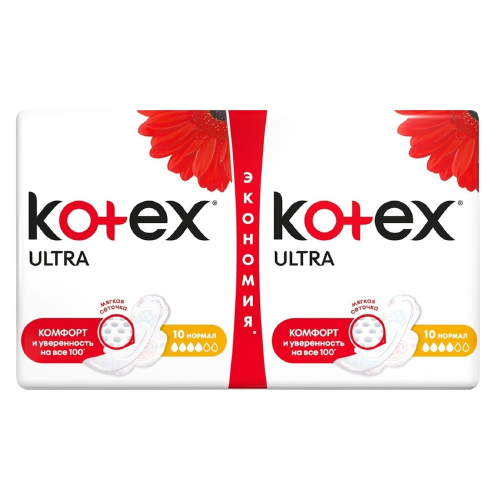 kotex®
ULTRA
мягкая
сеточка
КОМФОРТ
и уверенность
на все 100*
10 НОРМАЛ
ЭКОНОМИЯ*
kotex®
ULTRA
мягкая
сеточка
КОМФОРТ
и уверенность
на все 100*
10 НОРМАЛ